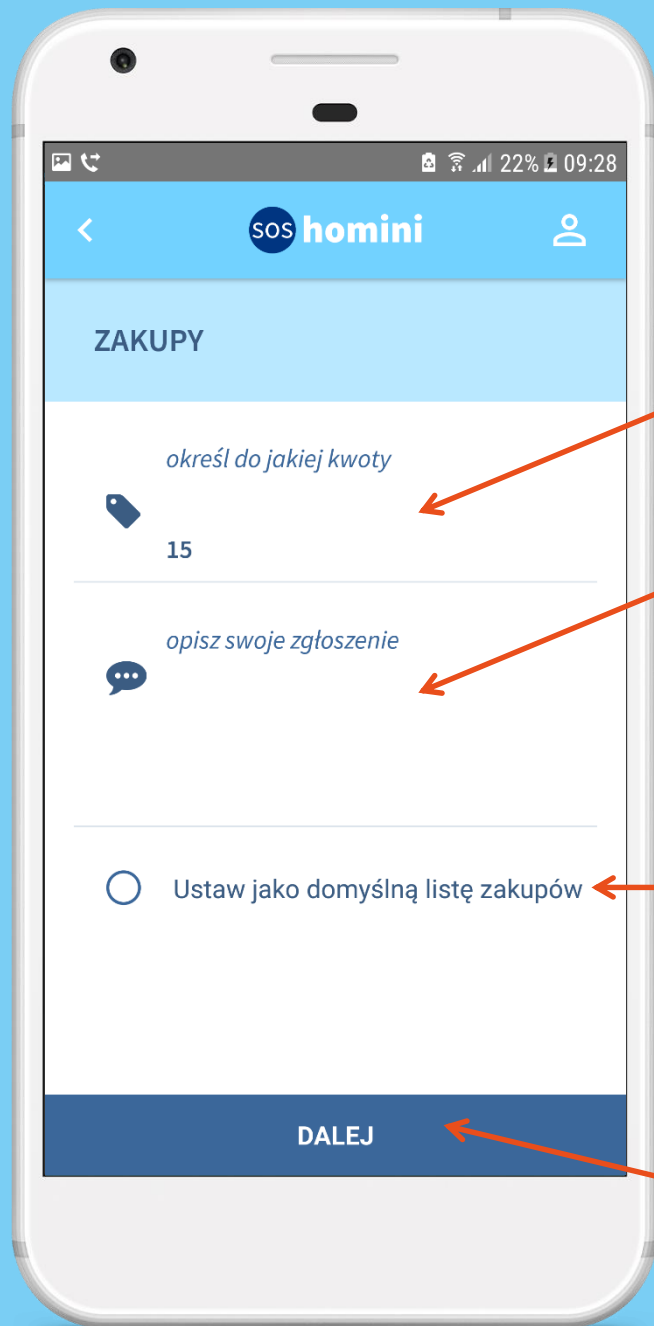 22% 09:28
sos homini
ZAKUPY
określ do jakiej kwoty
15
opisz swoje zgłoszenie
Ustaw jako domyślną listę zakupów
DALEJ